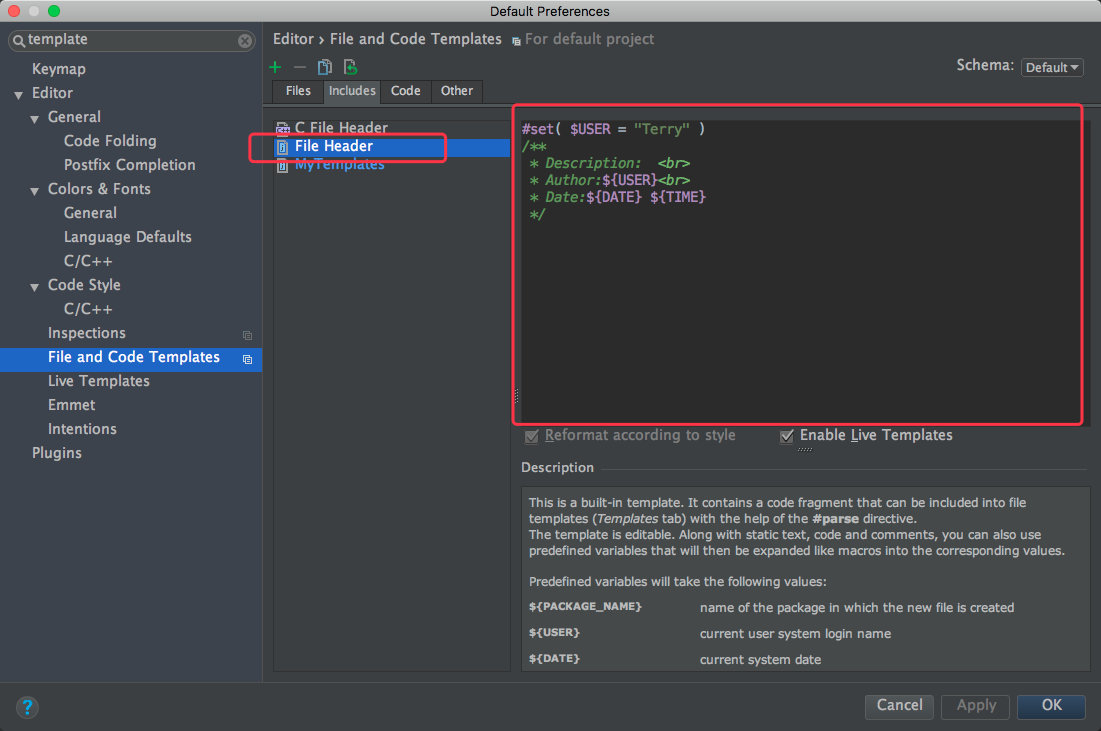 Default Preferences
template
Keymap
Editor
General
Code Folding
Postfix Completion
Colors & Fonts
General
Language Defaults
C/C++
Code Style
C/C++
Inspections
File and Code Templates
Live Templates
Emmet
Intentions
Plugins
Editor › File and Code Templates For default project
Schema: Default
Files Includes Code Other
C File Header
File Header
MyTemplates
#set( $USER = "Terry" )
/**
* Description:  <br>
* Author:${USER}<br>
* Date:${DATE} ${TIME}
*/
Reformat according to style Enable Live Templates
Description
This is a built-in template. It contains a code fragment that can be included into file
templates (Templates tab) with the help of the #parse directive.
The template is editable. Along with static text, code and comments, you can also use
predefined variables that will then be expanded like macros into the corresponding values.
Predefined variables will take the following values:
${PACKAGE_NAME} name of the package in which the new file is created
${USER} current user system login name
${DATE} current system date
? Cancel Apply OK